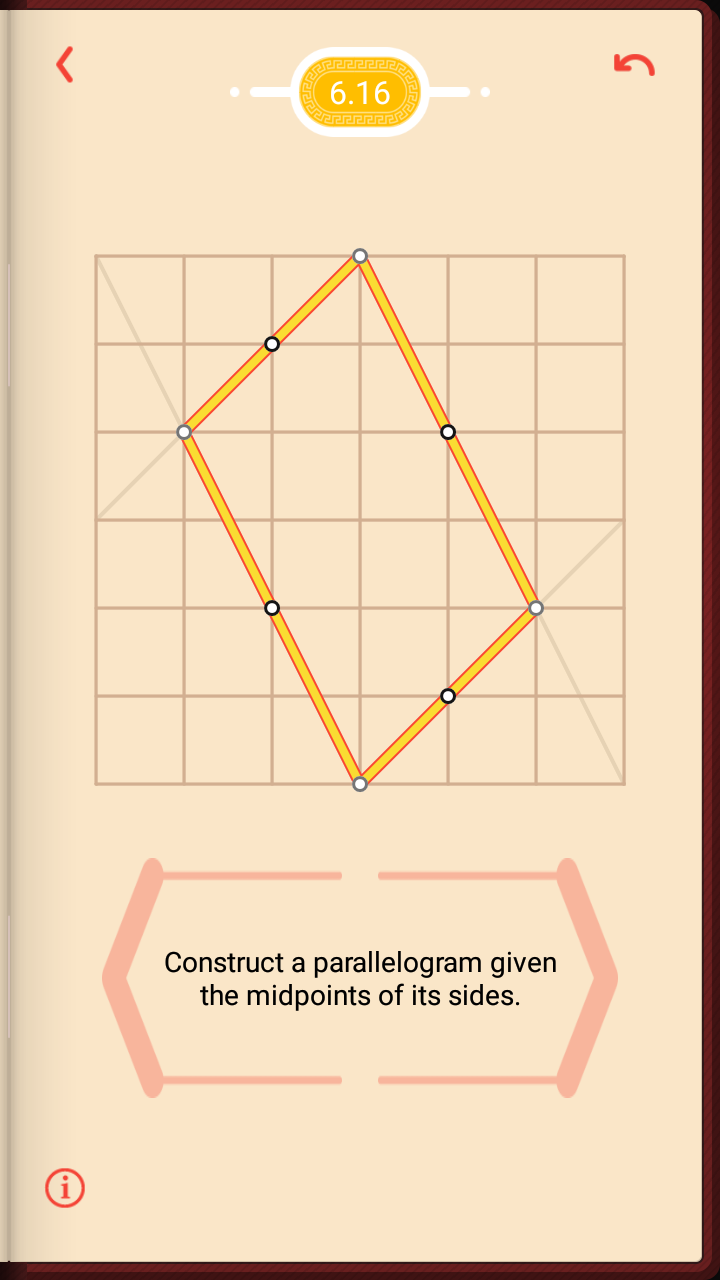 6.16
Construct a parallelogram given
the midpoints of its sides.
i